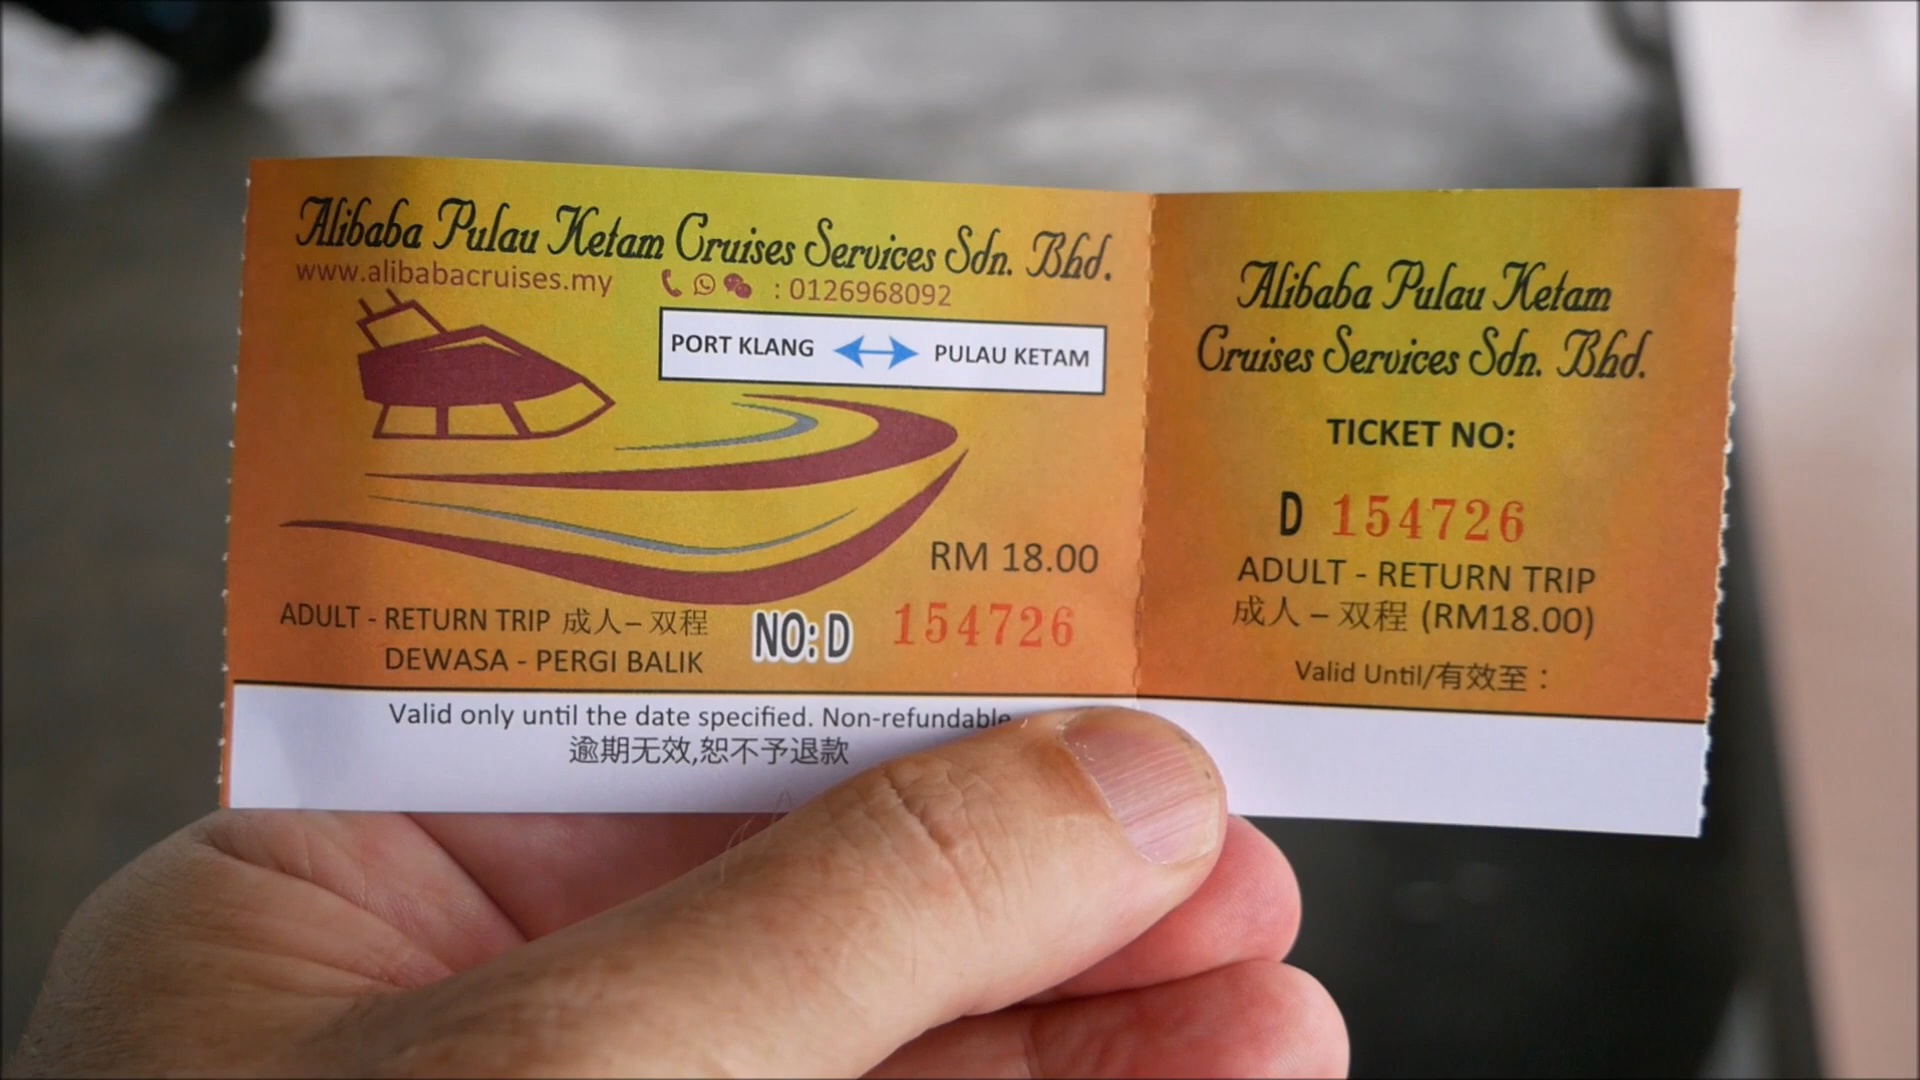 Alibaba Pulau Ketam Cruises Services Sdn. Bhd.
www.alibabacruises.my : 0126968092
PORT KLANG PULAU KETAM
RM 18.00
ADULT - RETURN TRIP 成人 – 双程
DEWASA - PERGI BALIK
NO: D 154726
Valid only until the date specified. Non-refundable
逾期无效,恕不予退款
Alibaba Pulau Ketam
Cruises Services Sdn. Bhd.
TICKET NO:
D 154726
ADULT - RETURN TRIP
成人 – 双程 (RM18.00)
Valid Until/有效至：